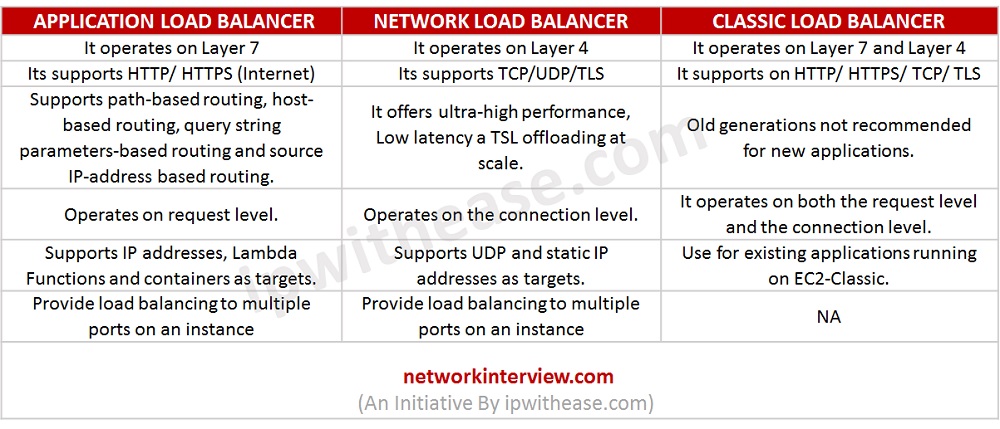 APPLICATION LOAD BALANCER
NETWORK LOAD BALANCER
CLASSIC LOAD BALANCER
It operates on Layer 7
It operates on Layer 4
It operates on Layer 7 and Layer 4
Its supports HTTP/ HTTPS (Internet)
Its supports TCP/UDP/TLS
It supports on HTTP/ HTTPS/ TCP/ TLS
Supports path-based routing, host-
based routing, query string
parameters-based routing and source
IP-address based routing.
It offers ultra-high performance,
Low latency a TSL offloading at
scale.
Old generations not recommended
for new applications.
Operates on request level.
Operates on the connection level.
It operates on both the request level
and the connection level.
Supports IP addresses, Lambda
Functions and containers as targets.
Supports UDP and static IP
addresses as targets.
Use for existing applications running
on EC2-Classic.
Provide load balancing to multiple
ports on an instance
Provide load balancing to multiple
ports on an instance
NA
ipwithease.com
networkinterview.com
(An Initiative By ipwithease.com)